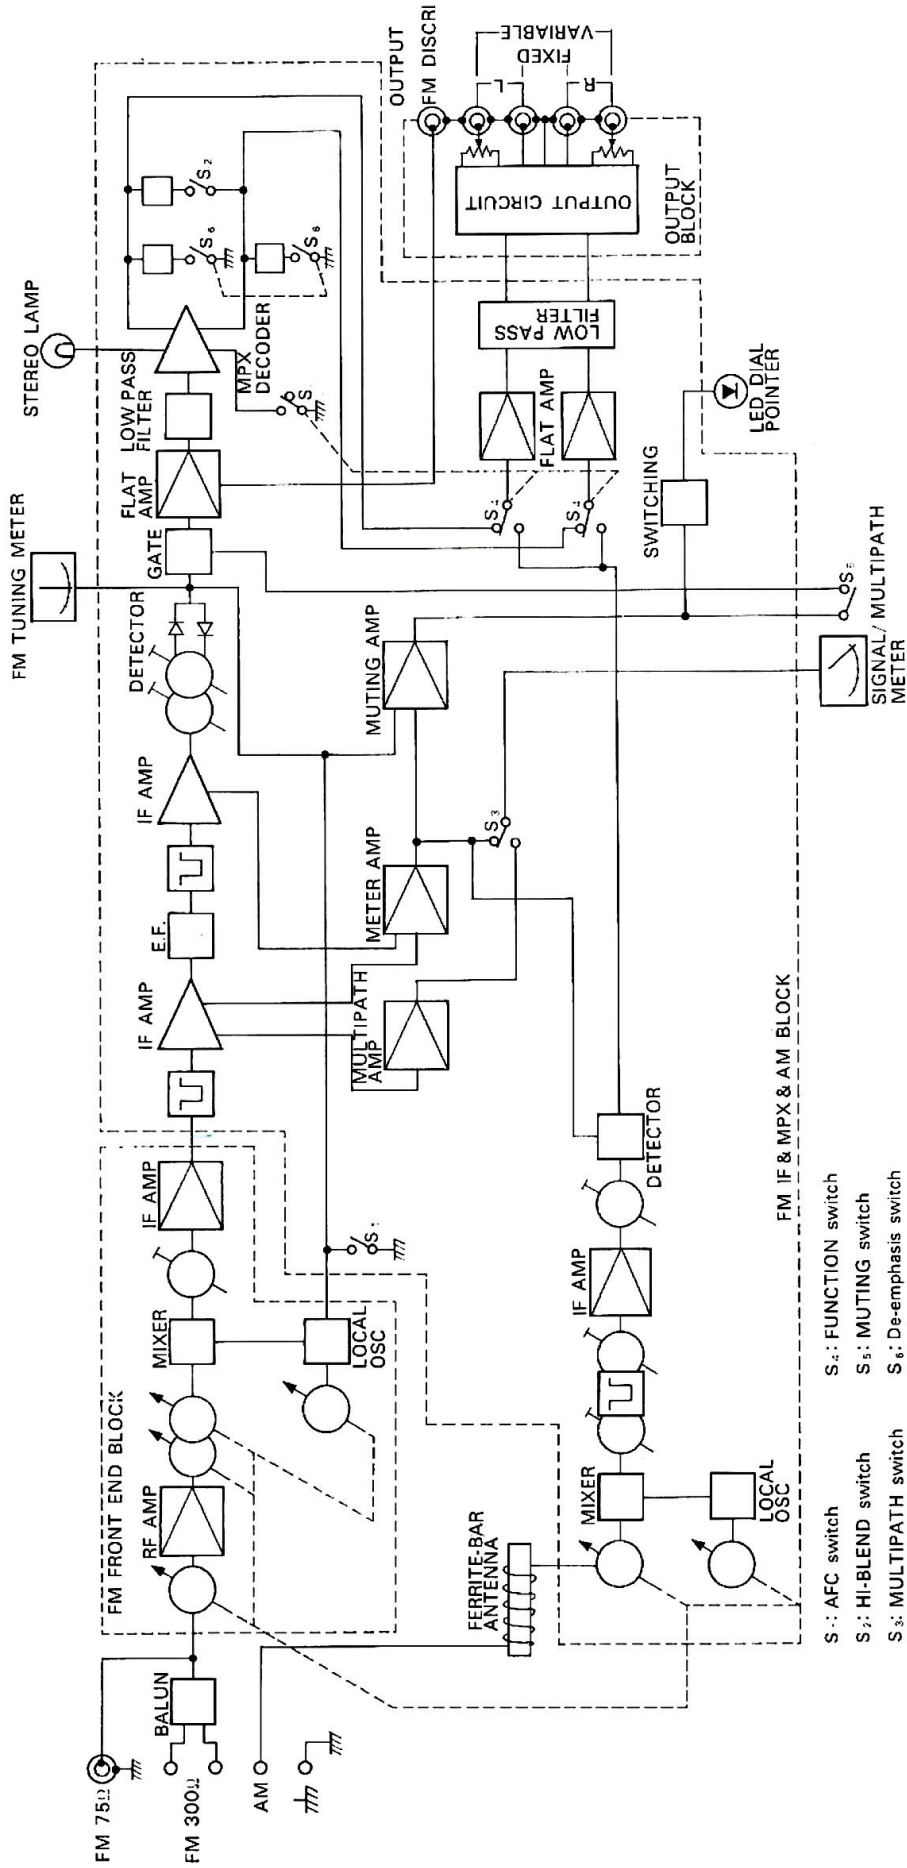 FM 75Ω
FM 300Ω
AM
BALUN
FM FRONT END BLOCK
RF AMP
MIXER
LOCAL
OSC
IF AMP
S₁
IF AMP
E.F.
IF AMP
DETECTOR
FM TUNING METER
GATE
FLAT
AMP
LOW PASS
FILTER
STEREO LAMP
MPX
DECODER
S
S₆
S₂
S₆
MULTIPATH
AMP
METER AMP
MUTING AMP
S₃
S₄
S₄
FLAT AMP
LOW PASS
FILTER
OUTPUT CIRCUIT
OUTPUT
BLOCK
OUTPUT
FM DISCRI
L
R
FIXED
VARIABLE
SWITCHING
LED DIAL
POINTER
S₅
SIGNAL/MULTIPATH
METER
FERRITE-BAR
ANTENNA
MIXER
LOCAL
OSC
IF AMP
DETECTOR
FM IF & MPX & AM BLOCK
S₁: AFC switch
S₂: HI-BLEND switch
S₃: MULTIPATH switch
S₄: FUNCTION switch
S₅: MUTING switch
S₆: De-emphasis switch